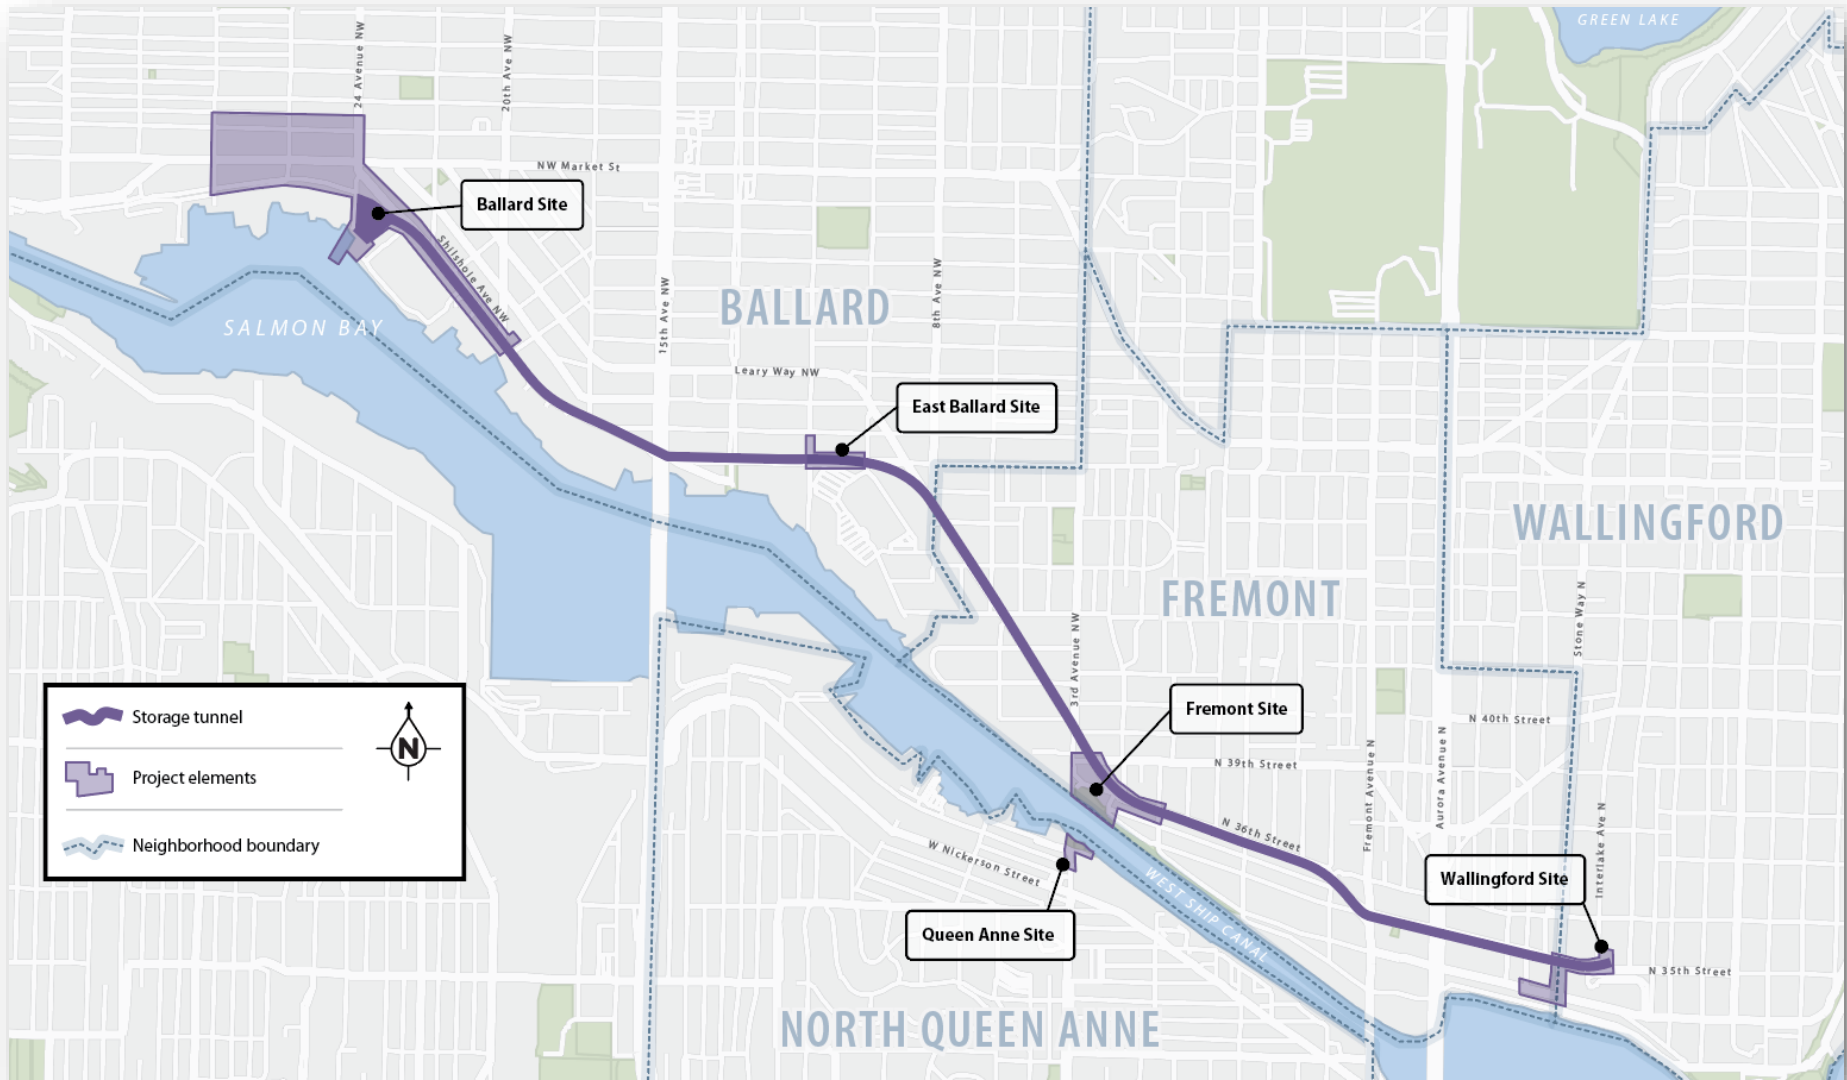 GREEN LAKE
24 Avenue NW
20th Ave NW
NW Market St
Ballard Site
Shilshole Ave NW
SALMON BAY
15th Ave NW
BALLARD
8th Ave NW
Leary Way NW
East Ballard Site
WALLINGFORD
FREMONT
Stone Way N
3rd Avenue NW
Fremont Site
N 40th Street
N 39th Street
Fremont Avenue N
Aurora Avenue N
Interlake Ave N
N 36th Street
W Nickerson Street
Wallingford Site
WEST SHIP CANAL
Queen Anne Site
N 35th Street
NORTH QUEEN ANNE
Storage tunnel
N
Project elements
Neighborhood boundary